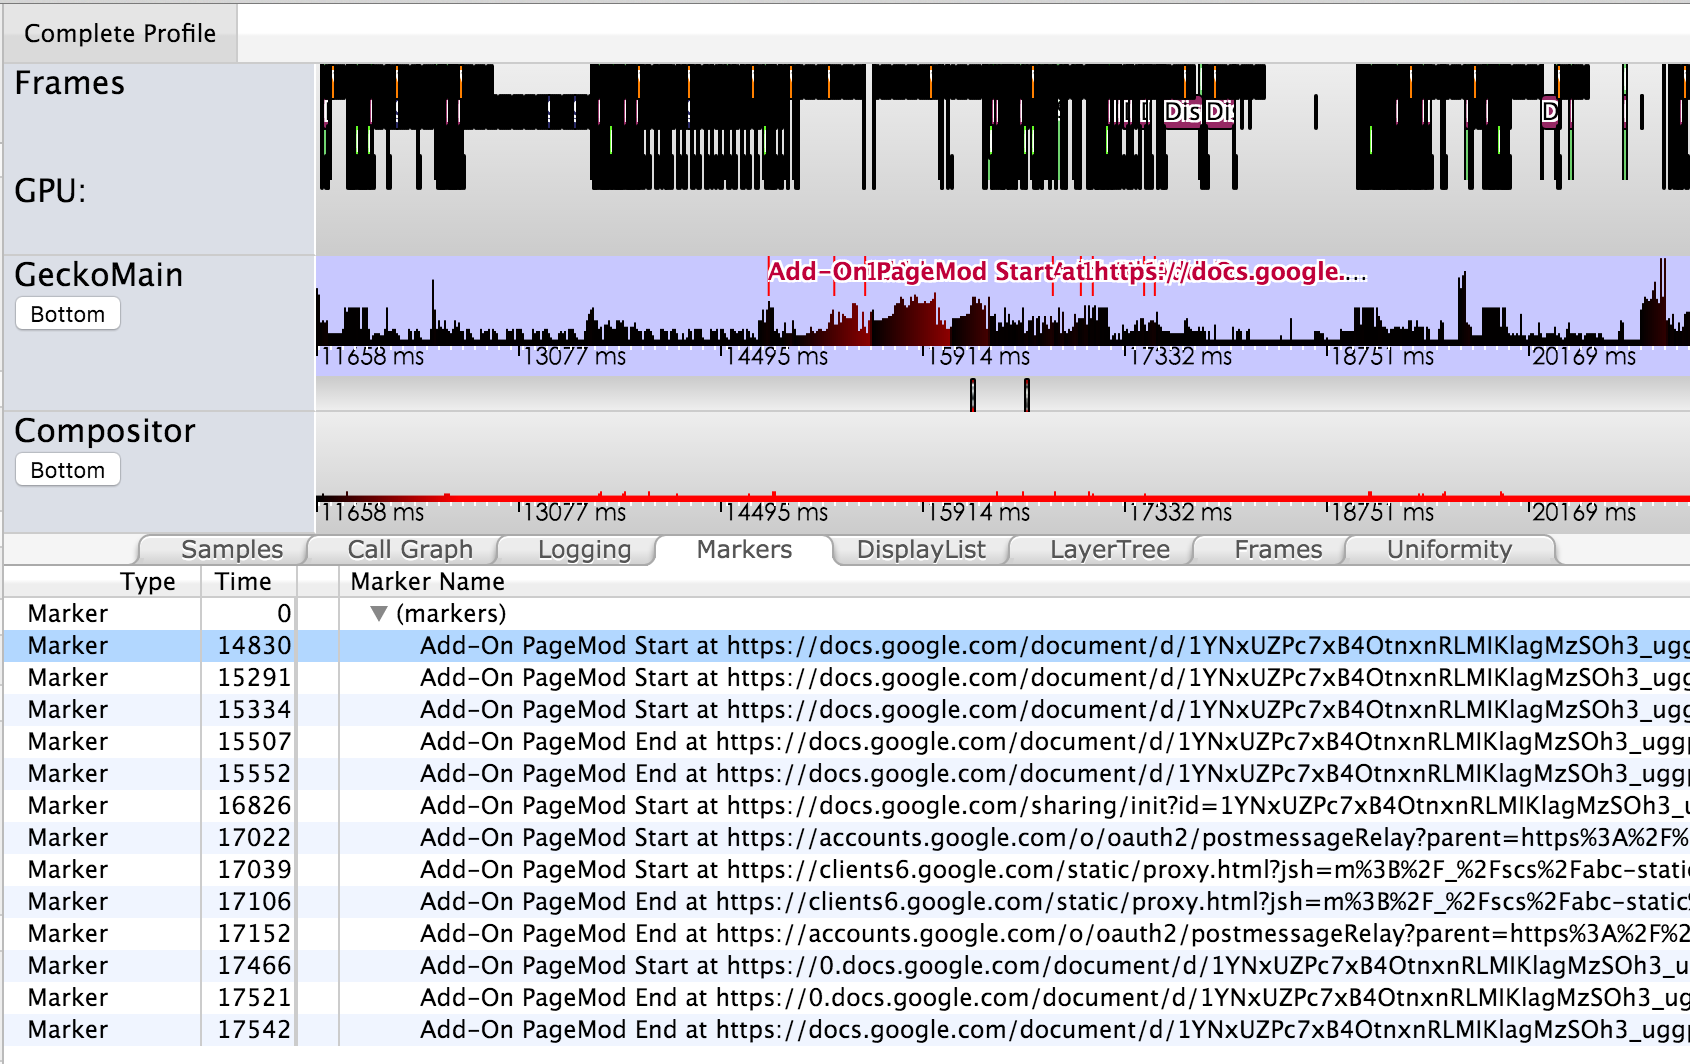 Complete Profile
Frames
Dis Di D
GPU:
GeckoMain
Add-On PageMod Start at https://docs.google....
Bottom
11658 ms 13077 ms 14495 ms 15914 ms 17332 ms 18751 ms 20169 ms
Compositor
Bottom
11658 ms 13077 ms 14495 ms 15914 ms 17332 ms 18751 ms 20169 ms
Samples Call Graph Logging Markers DisplayList LayerTree Frames Uniformity
Type Time Marker Name
Marker 0 (markers)
Marker 14830 Add-On PageMod Start at https://docs.google.com/document/d/1YNxUZPc7xB4OtnxnRLMIKlagMzSOh3_ugg
Marker 15291 Add-On PageMod Start at https://docs.google.com/document/d/1YNxUZPc7xB4OtnxnRLMIKlagMzSOh3_ugg
Marker 15334 Add-On PageMod Start at https://docs.google.com/document/d/1YNxUZPc7xB4OtnxnRLMIKlagMzSOh3_ugg
Marker 15507 Add-On PageMod End at https://docs.google.com/document/d/1YNxUZPc7xB4OtnxnRLMIKlagMzSOh3_uggp
Marker 15552 Add-On PageMod End at https://docs.google.com/document/d/1YNxUZPc7xB4OtnxnRLMIKlagMzSOh3_uggp
Marker 16826 Add-On PageMod Start at https://docs.google.com/sharing/init?id=1YNxUZPc7xB4OtnxnRLMIKlagMzSOh3_u
Marker 17022 Add-On PageMod Start at https://accounts.google.com/o/oauth2/postmessageRelay?parent=https%3A%2F%
Marker 17039 Add-On PageMod Start at https://clients6.google.com/static/proxy.html?jsh=m%3B%2F_%2Fscs%2Fabc-stati
Marker 17106 Add-On PageMod End at https://clients6.google.com/static/proxy.html?jsh=m%3B%2F_%2Fscs%2Fabc-static%
Marker 17152 Add-On PageMod End at https://accounts.google.com/o/oauth2/postmessageRelay?parent=https%3A%2F%2
Marker 17466 Add-On PageMod Start at https://0.docs.google.com/document/d/1YNxUZPc7xB4OtnxnRLMIKlagMzSOh3_u
Marker 17521 Add-On PageMod End at https://0.docs.google.com/document/d/1YNxUZPc7xB4OtnxnRLMIKlagMzSOh3_ug
Marker 17542 Add-On PageMod End at https://docs.google.com/document/d/1YNxUZPc7xB4OtnxnRLMIKlagMzSOh3_uggp